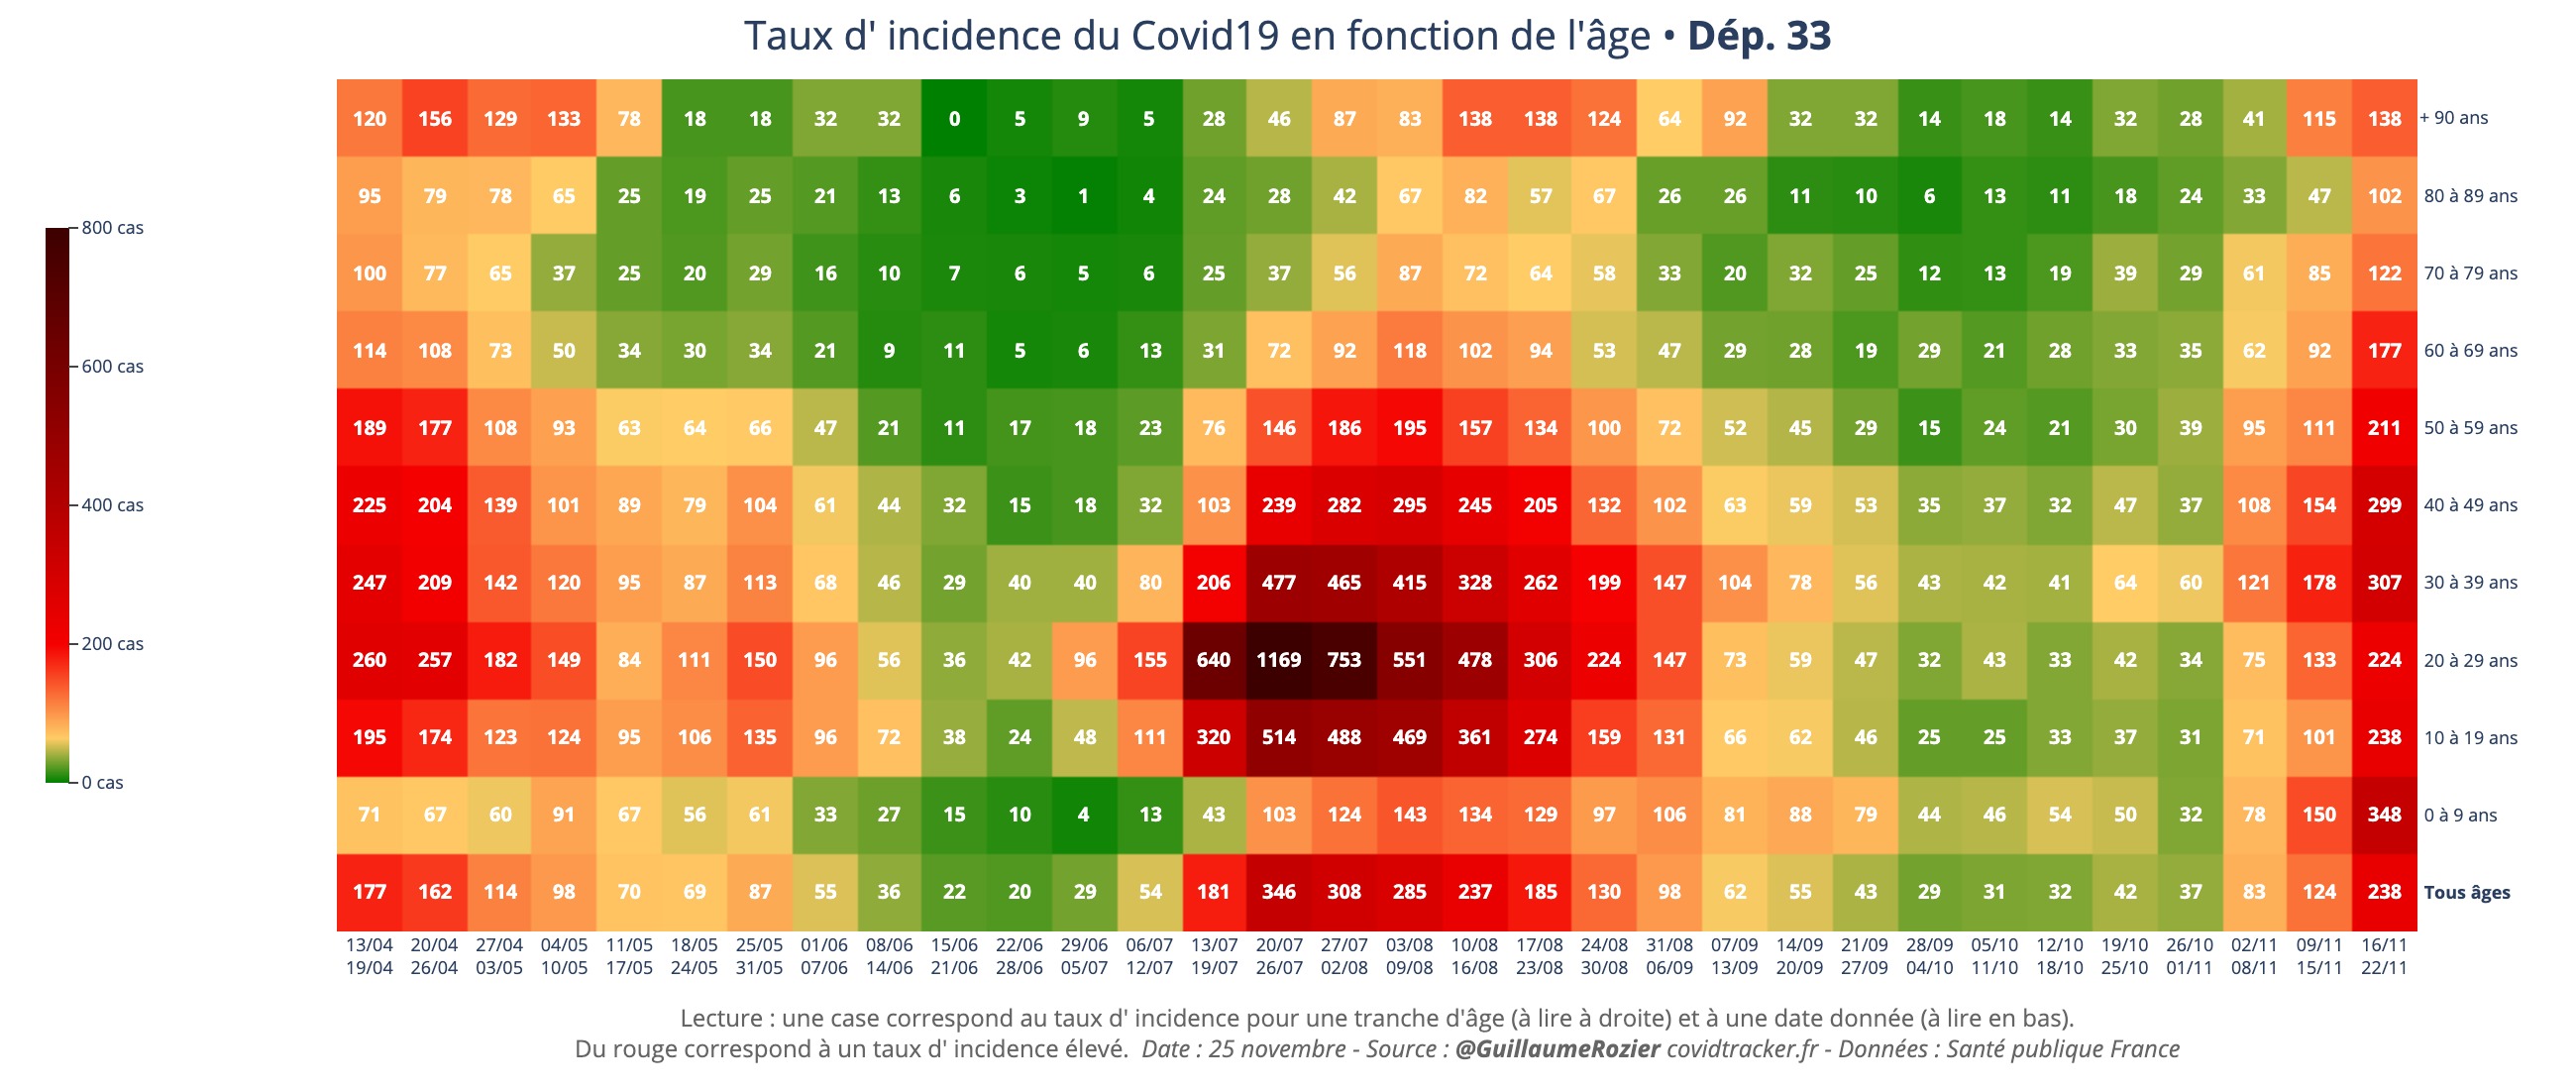 Taux d' incidence du Covid19 en fonction de l'âge • Dép. 33
800 cas
600 cas
400 cas
200 cas
0 cas
120 156 129 133 78 18 18 32 32 0 5 9 5 28 46 87 83 138 138 124 64 92 32 32 14 18 14 32 28 41 115 138 + 90 ans
95 79 78 65 25 19 25 21 13 6 3 1 4 24 28 42 67 82 57 67 26 26 11 10 6 13 11 18 24 33 47 102 80 à 89 ans
100 77 65 37 25 20 29 16 10 7 6 5 6 25 37 56 87 72 64 58 33 20 32 25 12 13 19 39 29 61 85 122 70 à 79 ans
114 108 73 50 34 30 34 21 9 11 5 6 13 31 72 92 118 102 94 53 47 29 28 19 29 21 28 33 35 62 92 177 60 à 69 ans
189 177 108 93 63 64 66 47 21 11 17 18 23 76 146 186 195 157 134 100 72 52 45 29 15 24 21 30 39 95 111 211 50 à 59 ans
225 204 139 101 89 79 104 61 44 32 15 18 32 103 239 282 295 245 205 132 102 63 59 53 35 37 32 47 37 108 154 299 40 à 49 ans
247 209 142 120 95 87 113 68 46 29 40 40 80 206 477 465 415 328 262 199 147 104 78 56 43 42 41 64 60 121 178 307 30 à 39 ans
260 257 182 149 84 111 150 96 56 36 42 96 155 640 1169 753 551 478 306 224 147 73 59 47 32 43 33 42 34 75 133 224 20 à 29 ans
195 174 123 124 95 106 135 96 72 38 24 48 111 320 514 488 469 361 274 159 131 66 62 46 25 25 33 37 31 71 101 238 10 à 19 ans
71 67 60 91 67 56 61 33 27 15 10 4 13 43 103 124 143 134 129 97 106 81 88 79 44 46 54 50 32 78 150 348 0 à 9 ans
177 162 114 98 70 69 87 55 36 22 20 29 54 181 346 308 285 237 185 130 98 62 55 43 29 31 32 42 37 83 124 238 Tous âges
13/04 20/04 27/04 04/05 11/05 18/05 25/05 01/06 08/06 15/06 22/06 29/06 06/07 13/07 20/07 27/07 03/08 10/08 17/08 24/08 31/08 07/09 14/09 21/09 28/09 05/10 12/10 19/10 26/10 02/11 09/11 16/11
19/04 26/04 03/05 10/05 17/05 24/05 31/05 07/06 14/06 21/06 28/06 05/07 12/07 19/07 26/07 02/08 09/08 16/08 23/08 30/08 06/09 13/09 20/09 27/09 04/10 11/10 18/10 25/10 01/11 08/11 15/11 22/11
Lecture : une case correspond au taux d' incidence pour une tranche d'âge (à lire à droite) et à une date donnée (à lire en bas).
Du rouge correspond à un taux d' incidence élevé. Date : 25 novembre - Source : @GuillaumeRozier covidtracker.fr - Données : Santé publique France